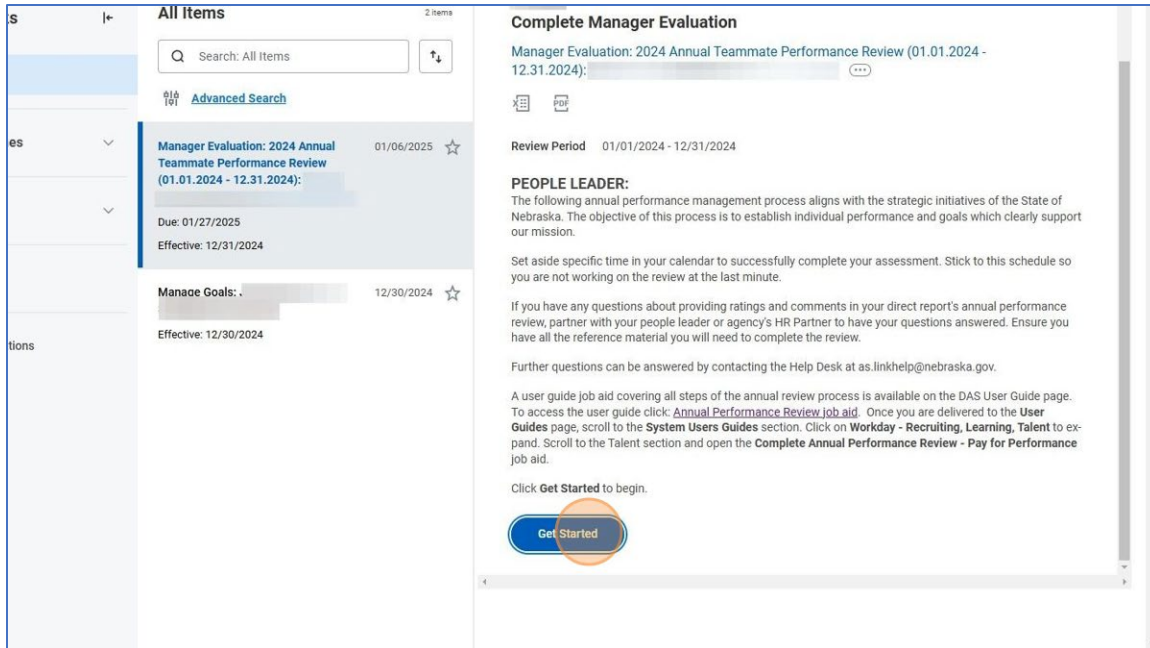 s
es
tions
All Items
2 items
Search: All Items
Advanced Search
Manager Evaluation: 2024 Annual
Teammate Performance Review
(01.01.2024 - 12.31.2024):
01/06/2025
Due: 01/27/2025
Effective: 12/31/2024
Manage Goals: .
12/30/2024
Effective: 12/30/2024
Complete Manager Evaluation
Manager Evaluation: 2024 Annual Teammate Performance Review (01.01.2024 -
12.31.2024):
PDF
Review Period 01/01/2024 - 12/31/2024
PEOPLE LEADER:
The following annual performance management process aligns with the strategic initiatives of the State of
Nebraska. The objective of this process is to establish individual performance and goals which clearly support
our mission.
Set aside specific time in your calendar to successfully complete your assessment. Stick to this schedule so
you are not working on the review at the last minute.
If you have any questions about providing ratings and comments in your direct report's annual performance
review, partner with your people leader or agency's HR Partner to have your questions answered. Ensure you
have all the reference material you will need to complete the review.
Further questions can be answered by contacting the Help Desk at as.linkhelp@nebraska.gov.
A user guide job aid covering all steps of the annual review process is available on the DAS User Guide page.
To access the user guide click: Annual Performance Review job aid. Once you are delivered to the User
Guides page, scroll to the System Users Guides section. Click on Workday - Recruiting, Learning, Talent to ex-
pand. Scroll to the Talent section and open the Complete Annual Performance Review - Pay for Performance
job aid.
Click Get Started to begin.
Get Started